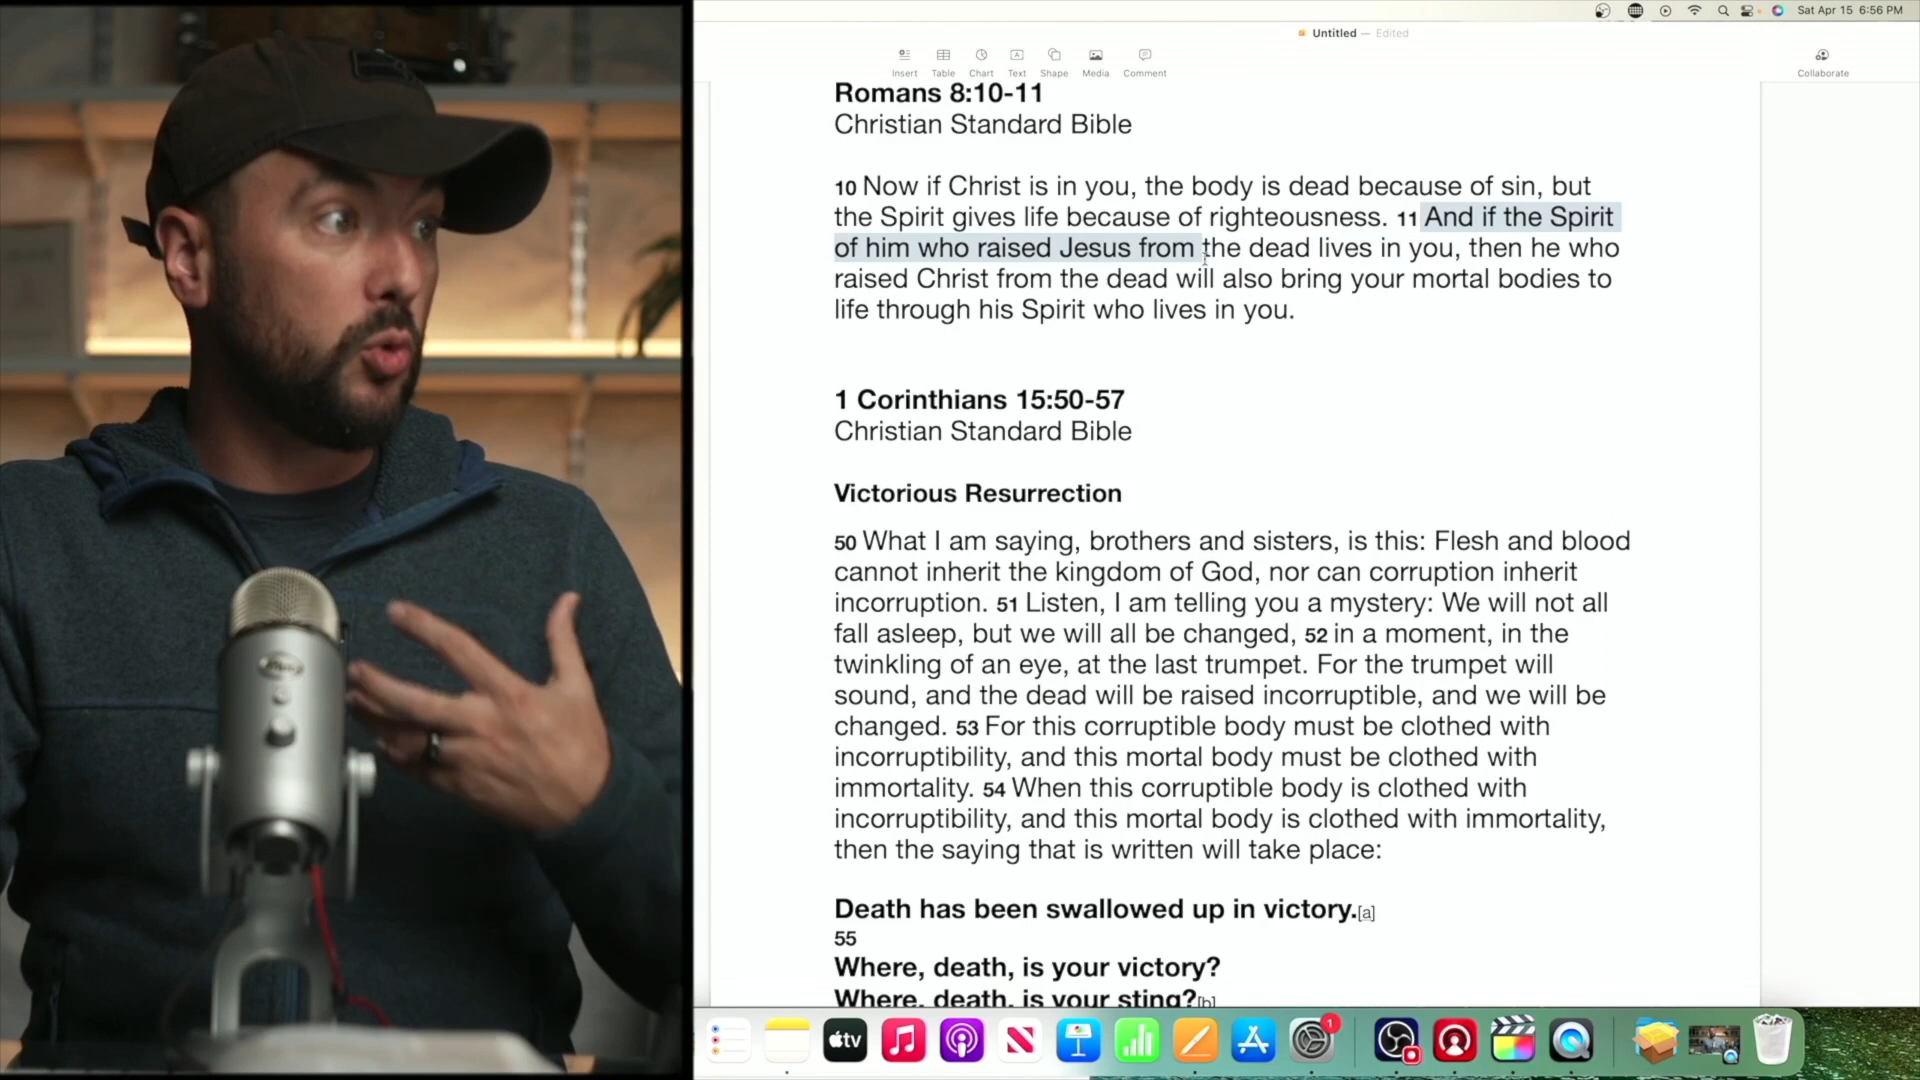 Sat Apr 15 6:56 PM
Untitled — Edited
Insert Table Chart Text Shape Media Comment Collaborate
Romans 8:10-11
Christian Standard Bible
10 Now if Christ is in you, the body is dead because of sin, but
the Spirit gives life because of righteousness. 11 And if the Spirit
of him who raised Jesus from the dead lives in you, then he who
raised Christ from the dead will also bring your mortal bodies to
life through his Spirit who lives in you.
1 Corinthians 15:50-57
Christian Standard Bible
Victorious Resurrection
50 What I am saying, brothers and sisters, is this: Flesh and blood
cannot inherit the kingdom of God, nor can corruption inherit
incorruption. 51 Listen, I am telling you a mystery: We will not all
fall asleep, but we will all be changed, 52 in a moment, in the
twinkling of an eye, at the last trumpet. For the trumpet will
sound, and the dead will be raised incorruptible, and we will be
changed. 53 For this corruptible body must be clothed with
incorruptibility, and this mortal body must be clothed with
immortality. 54 When this corruptible body is clothed with
incorruptibility, and this mortal body is clothed with immortality,
then the saying that is written will take place:
Death has been swallowed up in victory.[a]
55
Where, death, is your victory?
Where, death, is your sting?[b]
tv
1